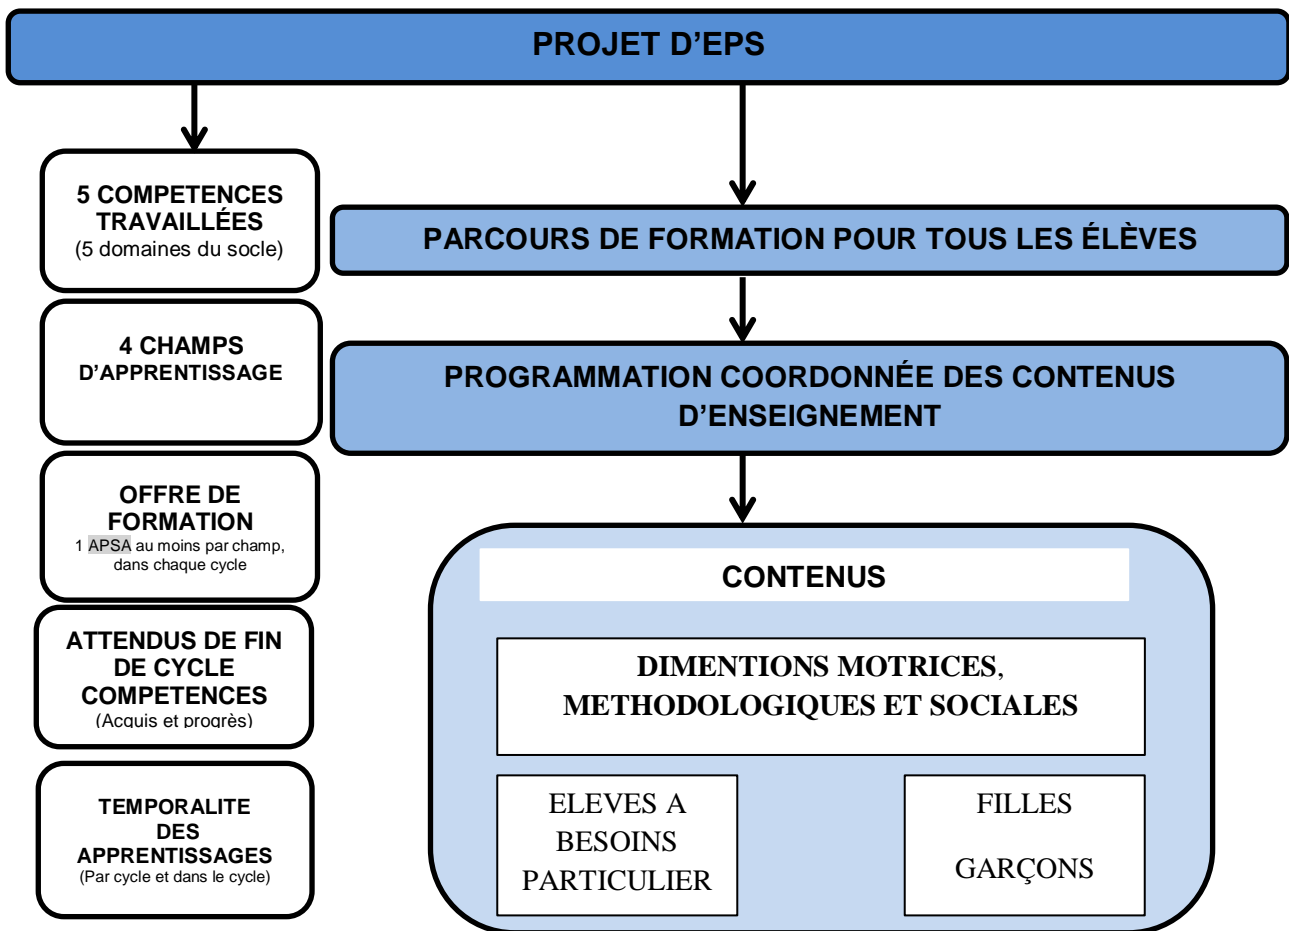 PROJET D’EPS
5 COMPETENCES
TRAVAILLÉES
(5 domaines du socle)
4 CHAMPS
D’APPRENTISSAGE
OFFRE DE
FORMATION
1 APSA au moins par champ,
dans chaque cycle
ATTENDUS DE FIN
DE CYCLE
COMPETENCES
(Acquis et progrès)
TEMPORALITE
DES
APPRENTISSAGES
(Par cycle et dans le cycle)
PARCOURS DE FORMATION POUR TOUS LES ÉLÈVES
PROGRAMMATION COORDONNÉE DES CONTENUS
D’ENSEIGNEMENT
CONTENUS
DIMENTIONS MOTRICES,
METHODOLOGIQUES ET SOCIALES
ELEVES A
BESOINS
PARTICULIER
FILLES
GARÇONS